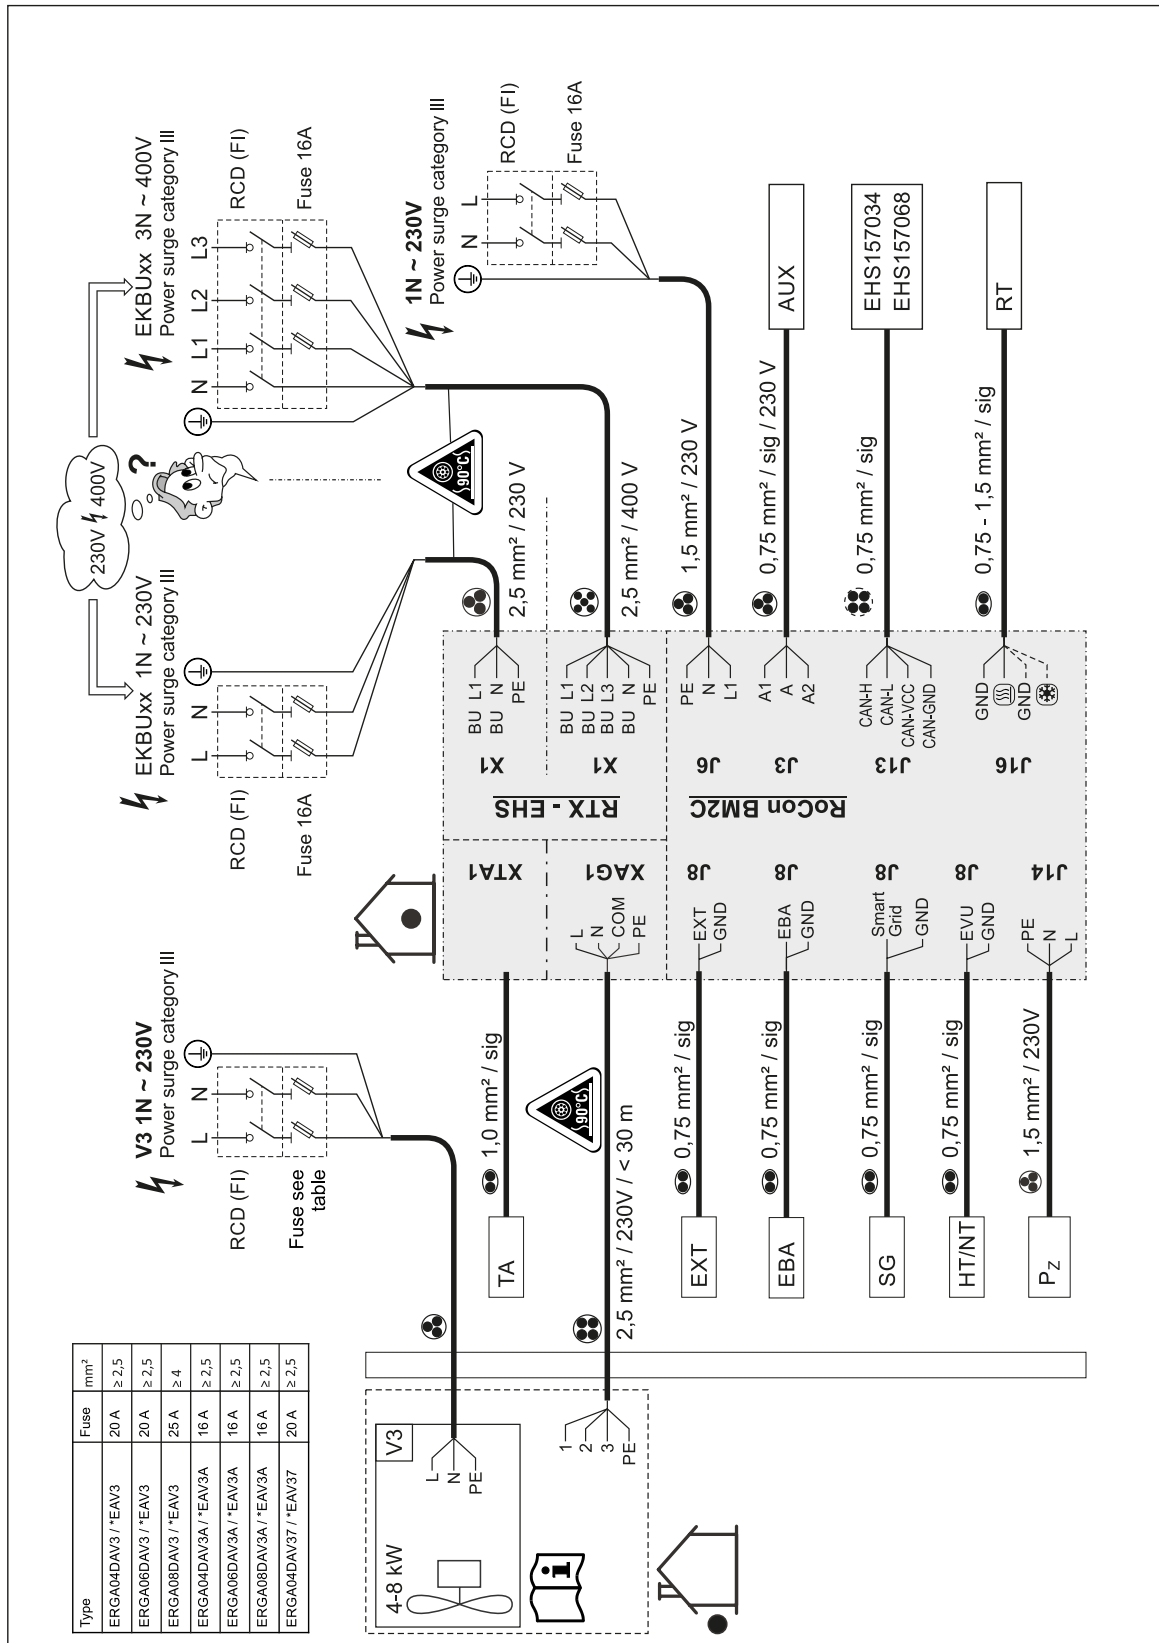 Type Fuse mm²
ERGA04DAV3 / *EAV3 20 A ≥ 2,5
ERGA06DAV3 / *EAV3 20 A ≥ 2,5
ERGA08DAV3 / *EAV3 25 A ≥ 4
ERGA04DAV3A / *EAV3A 16 A ≥ 2,5
ERGA06DAV3A / *EAV3A 16 A ≥ 2,5
ERGA08DAV3A / *EAV3A 16 A ≥ 2,5
ERGA04DAV37 / *EAV37 20 A ≥ 2,5
V3 1N ~ 230V
Power surge category III
L N
RCD (FI)
Fuse see
table
230V 400V
?
EKBUxx 1N ~ 230V
Power surge category III
L N
RCD (FI)
Fuse 16A
EKBUxx 3N ~ 400V
Power surge category III
N L1 L2 L3
RCD (FI)
Fuse 16A
1N ~ 230V
Power surge category III
N L
RCD (FI)
Fuse 16A
90°C
4-8 kW
V3
L
N
PE
1
2
3
PE
i
TA
1,0 mm² / sig
XTA1
90°C
2,5 mm² / 230V / < 30 m
L
N
COM
PE
XAG1
RTX - EHS
X1
BU L1
BU N
PE
2,5 mm² / 230 V
X1
BU L1
BU L2
BU L3
BU N
PE
2,5 mm² / 400 V
RoCon BM2C
EXT
0,75 mm² / sig
EXT
GND
J8
J6
PE
N
L1
1,5 mm² / 230 V
EBA
0,75 mm² / sig
EBA
GND
J8
J3
A1
A
A2
0,75 mm² / sig / 230 V
AUX
SG
0,75 mm² / sig
Smart
Grid
GND
J8
J13
CAN-H
CAN-L
CAN-VCC
CAN-GND
0,75 mm² / sig
EHS157034
EHS157068
HT/NT
0,75 mm² / sig
EVU
GND
J8
J16
GND
GND
0,75 - 1,5 mm² / sig
RT
PZ
1,5 mm² / 230V
PE
N
L
J14